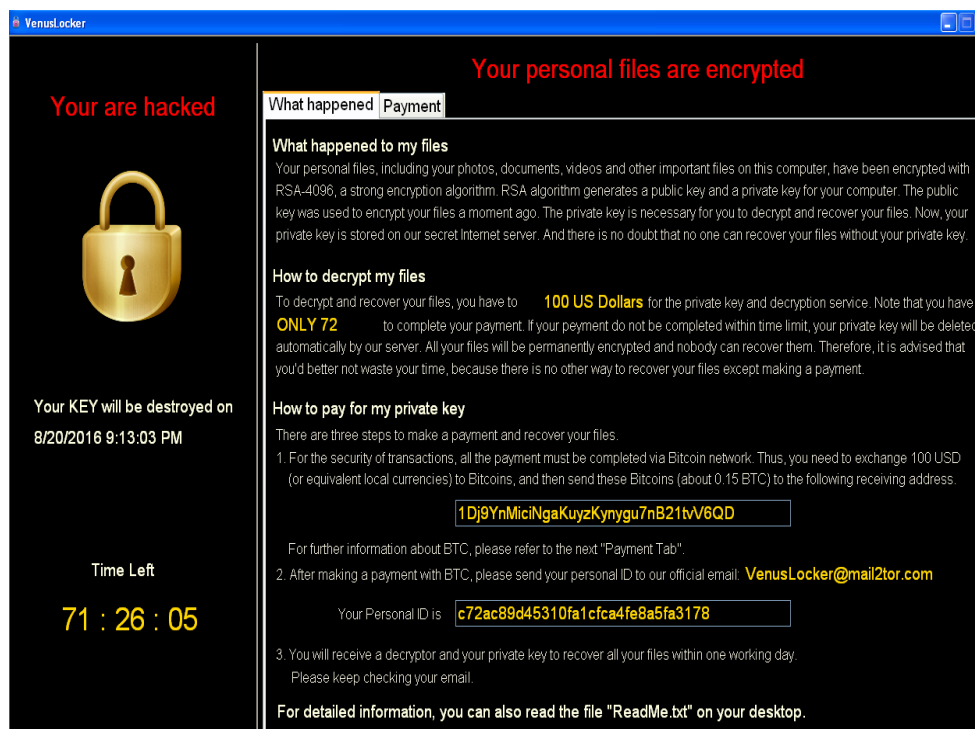 VenusLocker
Your personal files are encrypted
Your are hacked
What happened
Payment
What happened to my files
Your personal files, including your photos, documents, videos and other important files on this computer, have been encrypted with
RSA-4096, a strong encryption algorithm. RSA algorithm generates a public key and a private key for your computer. The public
key was used to encrypt your files a moment ago. The private key is necessary for you to decrypt and recover your files. Now, your
private key is stored on our secret Internet server. And there is no doubt that no one can recover your files without your private key.
How to decrypt my files
To decrypt and recover your files, you have to 100 US Dollars for the private key and decryption service. Note that you have
ONLY 72 to complete your payment. If your peyment do not be completed within time limit, your private key will be deleted
automatically by our server. All your files will be permanently encrypted and nobody can recover them. Therefore, it is advised that
you'd better not waste your time, because there is no other way to recover your files except making a payment.
Your KEY will be destroyed on
8/20/2016 9:13:03 PM
How to pay for my private key
There are three steps to make a payment and recover your files.
1. For the security of transactions, all the payment must be completed via Bitcoin network. Thus, you need to exchange 100 USD
(or equivalent local currencies) to Bitcoins, and then send these Bitcoins (about 0.15 BTC) to the following receiving address.
1Dj9YnMiciNgaKuyzKynygu7nB21tvV6QD
For further information about BTC, please refer to the next "Payment Tab".
2. After making a payment with BTC, please send your personal ID to our official email: VenusLocker@mail2tor.com
Time Left
71 : 26 : 05
Your Personal ID is c72ac89d45310fa1cfca4fe8a5fa3178
3. You will receive a decryptor and your private key to recover all your files within one working day.
Please keep checking your email.
For detailed information, you can also read the file "ReadMe.txt" on your desktop.